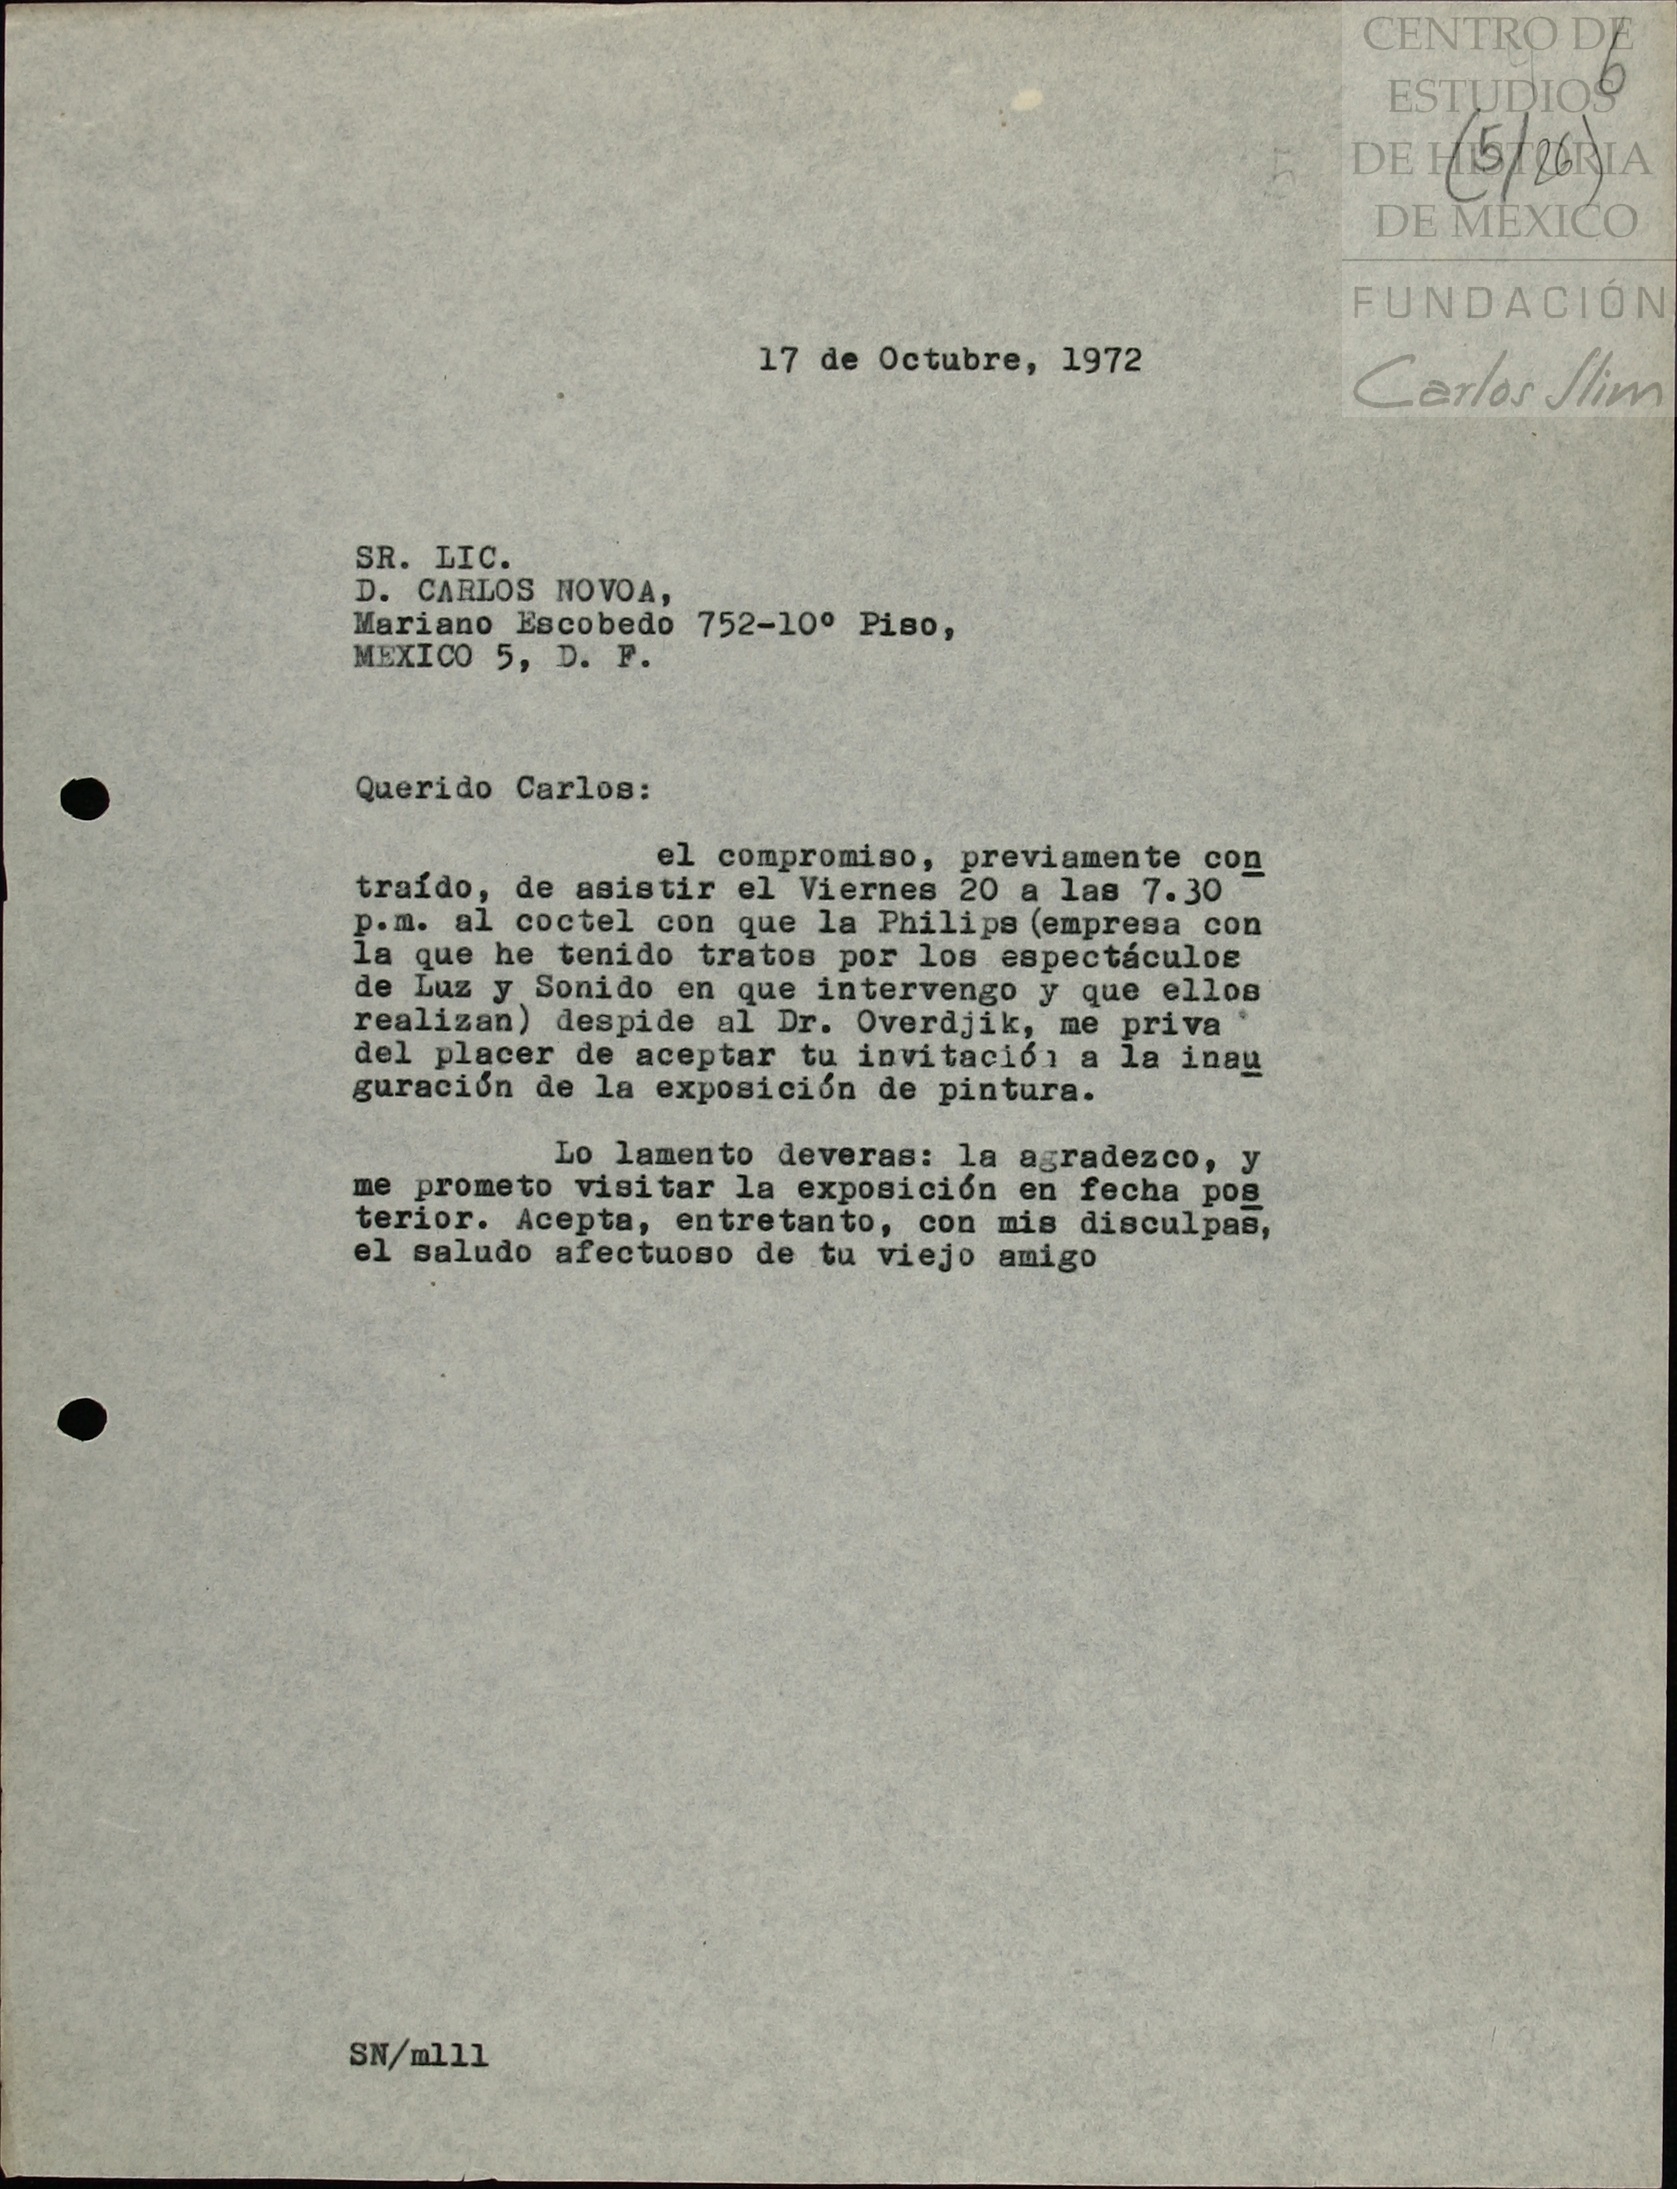 CENTRO DE
ESTUDIOS
DE HISTORIA
DE MÉXICO
FUNDACIÓN
Carlos Slim
6
(5/26)
5
17 de Octubre, 1972
SR. LIC.
D. CARLOS NOVOA,
Mariano Escobedo 752-10º Piso,
MEXICO 5, D. F.
Querido Carlos:
el compromiso, previamente con
traído, de asistir el Viernes 20 a las 7.30
p.m. al coctel con que la Philips (empresa con
la que he tenido tratos por los espectáculos
de Luz y Sonido en que intervengo y que ellos
realizan) despide al Dr. Overdjik, me priva
del placer de aceptar tu invitación a la inau
guración de la exposición de pintura.
Lo lamento deveras: la agradezco, y
me prometo visitar la exposición en fecha pos
terior. Acepta, entretanto, con mis disculpas,
el saludo afectuoso de tu viejo amigo
SN/mlll